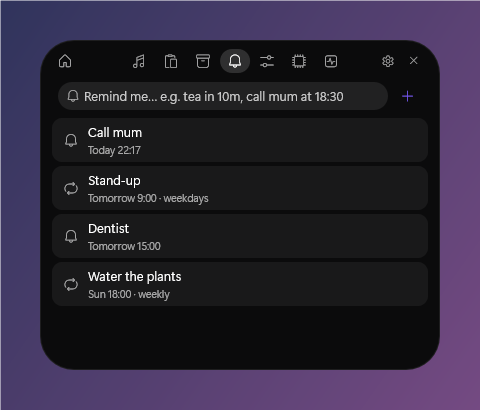 Remind me... e.g. tea in 10m, call mum at 18:30
Call mum
Today 22:17
Stand-up
Tomorrow 9:00 · weekdays
Dentist
Tomorrow 15:00
Water the plants
Sun 18:00 · weekly